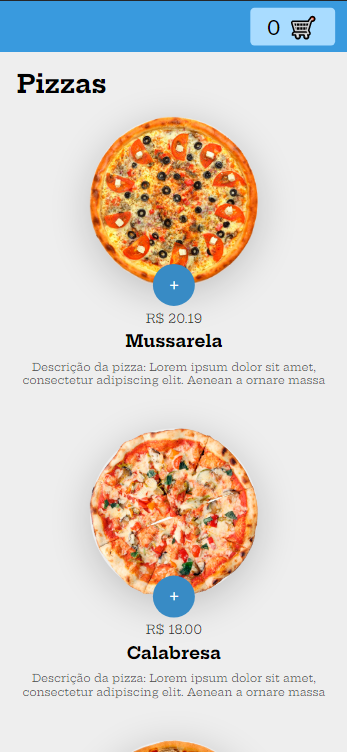 0
Pizzas
+
R$ 20.19
Mussarela
Descrição da pizza: Lorem ipsum dolor sit amet,
consectetur adipiscing elit. Aenean a ornare massa
+
R$ 18.00
Calabresa
Descrição da pizza: Lorem ipsum dolor sit amet,
consectetur adipiscing elit. Aenean a ornare massa